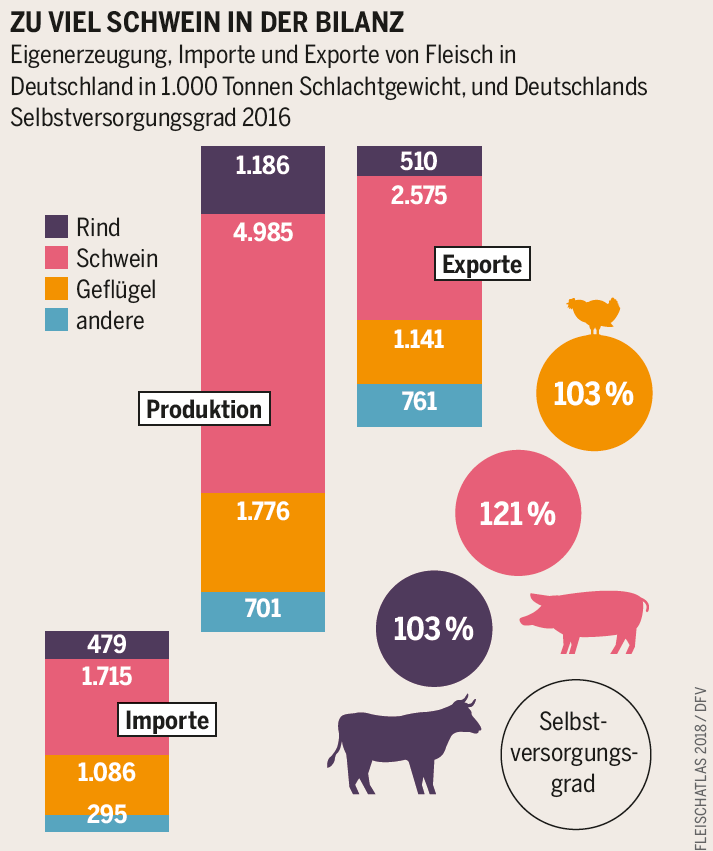 ZU VIEL SCHWEIN IN DER BILANZ
Eigenerzeugung, Importe und Exporte von Fleisch in
Deutschland in 1.000 Tonnen Schlachtgewicht, und Deutschlands
Selbstversorgungsgrad 2016
Rind
Schwein
Geflügel
andere
1.186
4.985
Produktion
1.776
701
510
2.575
Exporte
1.141
761
479
1.715
Importe
1.086
295
103 %
121 %
103 %
Selbst-
versorgungs-
grad
FLEISCHATLAS 2018 / DFV